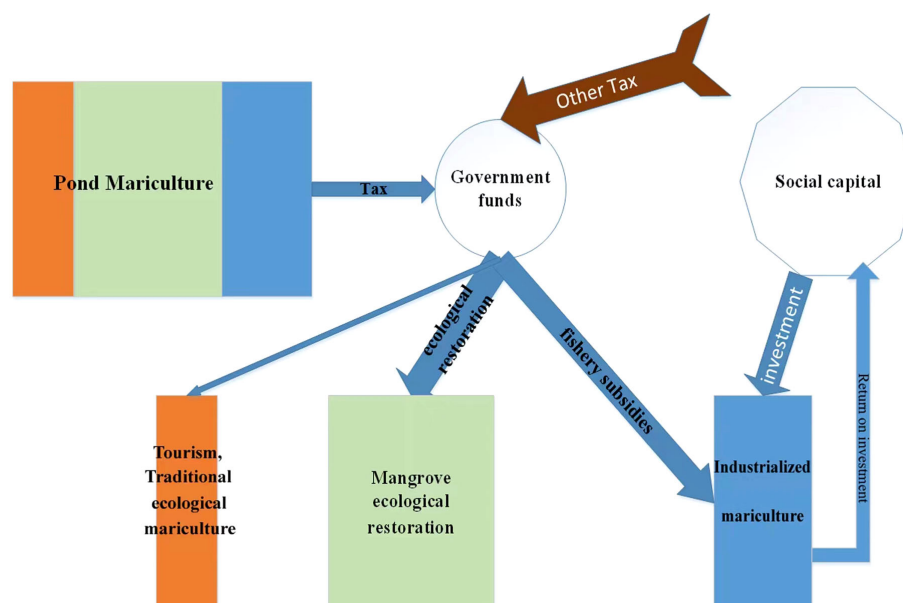 Other Tax
Pond Mariculture
Tax
Government
funds
Social capital
ecological
restoration
fishery subsidies
investment
Return on investment
Tourism,
Traditional
ecological
mariculture
Mangrove
ecological
restoration
Industrialized
mariculture